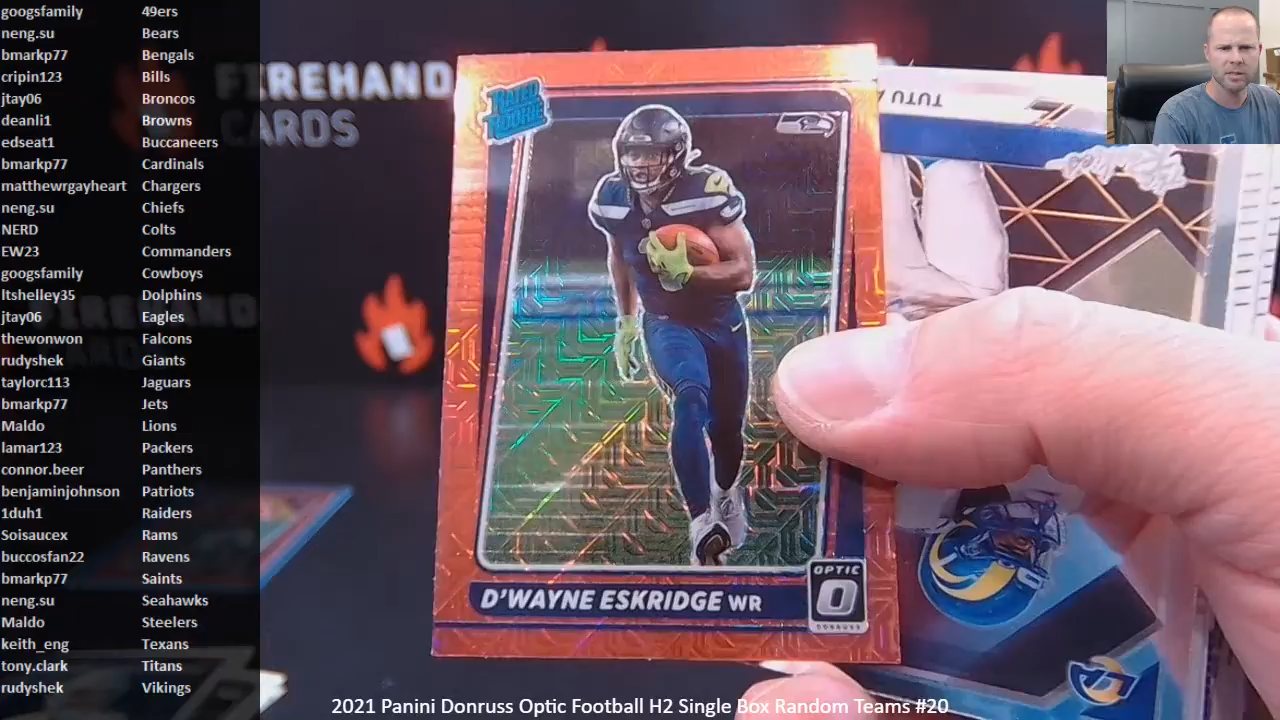 googsfamily 49ers
neng.su Bears
bmarkp77 Bengals
cripin123 Bills
jtay06 Broncos
deanli1 Browns
edseat1 Buccaneers
bmarkp77 Cardinals
matthewrgayheart Chargers
neng.su Chiefs
NERD Colts
EW23 Commanders
googsfamily Cowboys
ltshelley35 Dolphins
jtay06 Eagles
thewonwon Falcons
rudyshek Giants
taylorc113 Jaguars
bmarkp77 Jets
Maldo Lions
lamar123 Packers
connor.beer Panthers
benjaminjohnson Patriots
1duh1 Raiders
Soisaucex Rams
buccosfan22 Ravens
bmarkp77 Saints
neng.su Seahawks
Maldo Steelers
keith_eng Texans
tony.clark Titans
rudyshek Vikings
FIREHAND
CARDS
RATED
ROOKIE
TUTU
D'WAYNE ESKRIDGE WR
OPTIC
O
DONRUSS
2021 Panini Donruss Optic Football H2 Single Box Random Teams #20